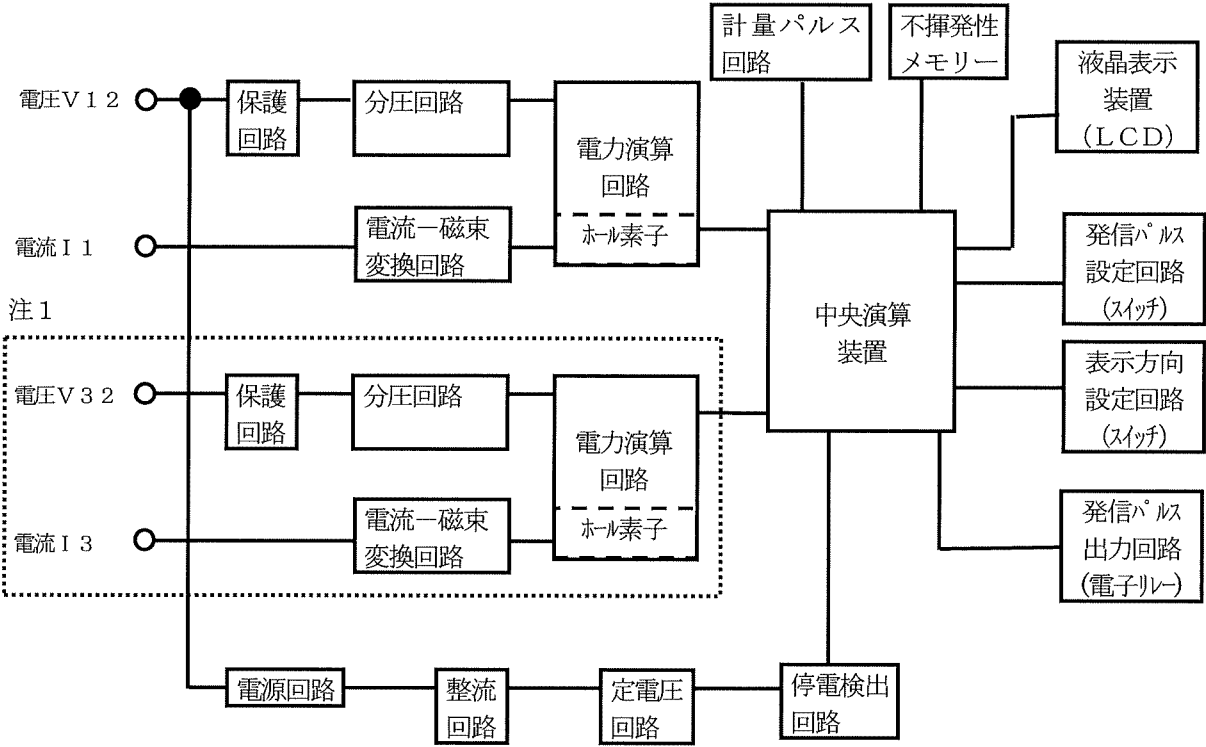 計量パルス
回路
不揮発性
メモリー
液晶表示
装置
(ＬＣＤ)
電圧Ｖ１２
保護
回路
分圧回路
電力演算
回路
ﾎｰﾙ素子
電流Ｉ１
電流－磁束
変換回路
発信ﾊﾟﾙｽ
設定回路
(ｽｲｯﾁ)
注１
中央演算
装置
電圧Ｖ３２
保護
回路
分圧回路
電力演算
回路
ﾎｰﾙ素子
表示方向
設定回路
(ｽｲｯﾁ)
電流Ｉ３
電流－磁束
変換回路
発信ﾊﾟﾙｽ
出力回路
(電子ﾘﾚｰ)
電源回路
整流
回路
定電圧
回路
停電検出
回路